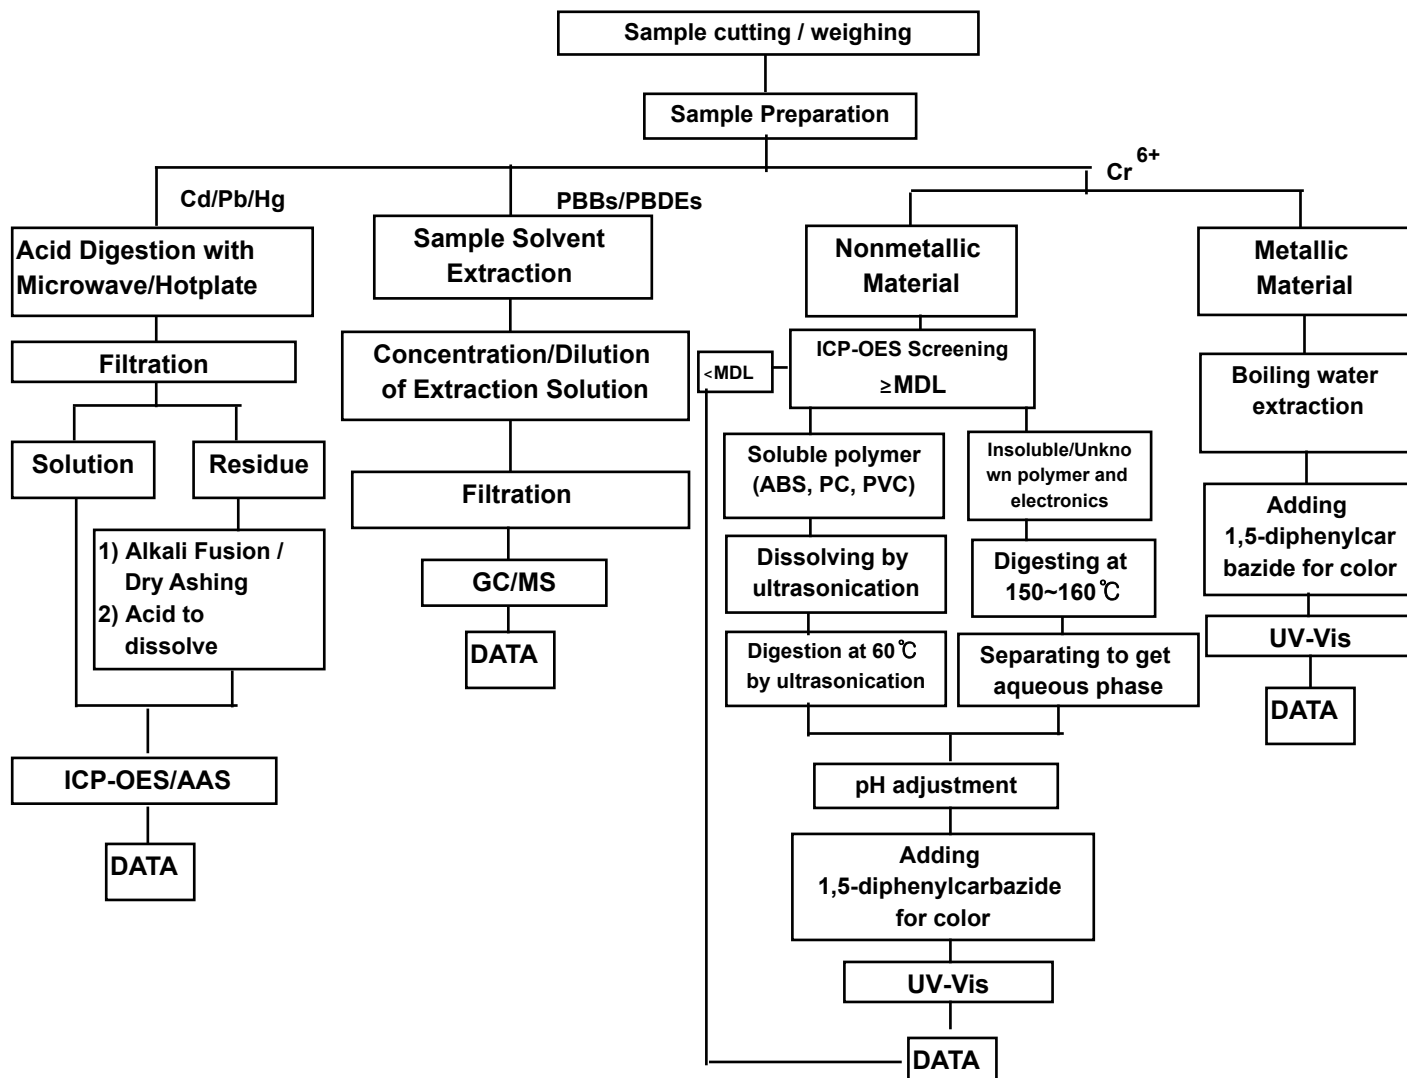 Sample cutting / weighing
Sample Preparation
Cd/Pb/Hg
PBBs/PBDEs
Cr 6+
Acid Digestion with
Microwave/Hotplate
Filtration
Solution
Residue
1) Alkali Fusion /
Dry Ashing
2) Acid to
dissolve
ICP-OES/AAS
DATA
Sample Solvent
Extraction
Concentration/Dilution
of Extraction Solution
Filtration
GC/MS
DATA
Nonmetallic
Material
<MDL
ICP-OES Screening
≥MDL
Soluble polymer
(ABS, PC, PVC)
Dissolving by
ultrasonication
Digestion at 60℃
by ultrasonication
Insoluble/Unkno
wn polymer and
electronics
Digesting at
150~160℃
Separating to get
aqueous phase
pH adjustment
Adding
1,5-diphenylcarbazide
for color
UV-Vis
DATA
Metallic
Material
Boiling water
extraction
Adding
1,5-diphenylcar
bazide for color
UV-Vis
DATA